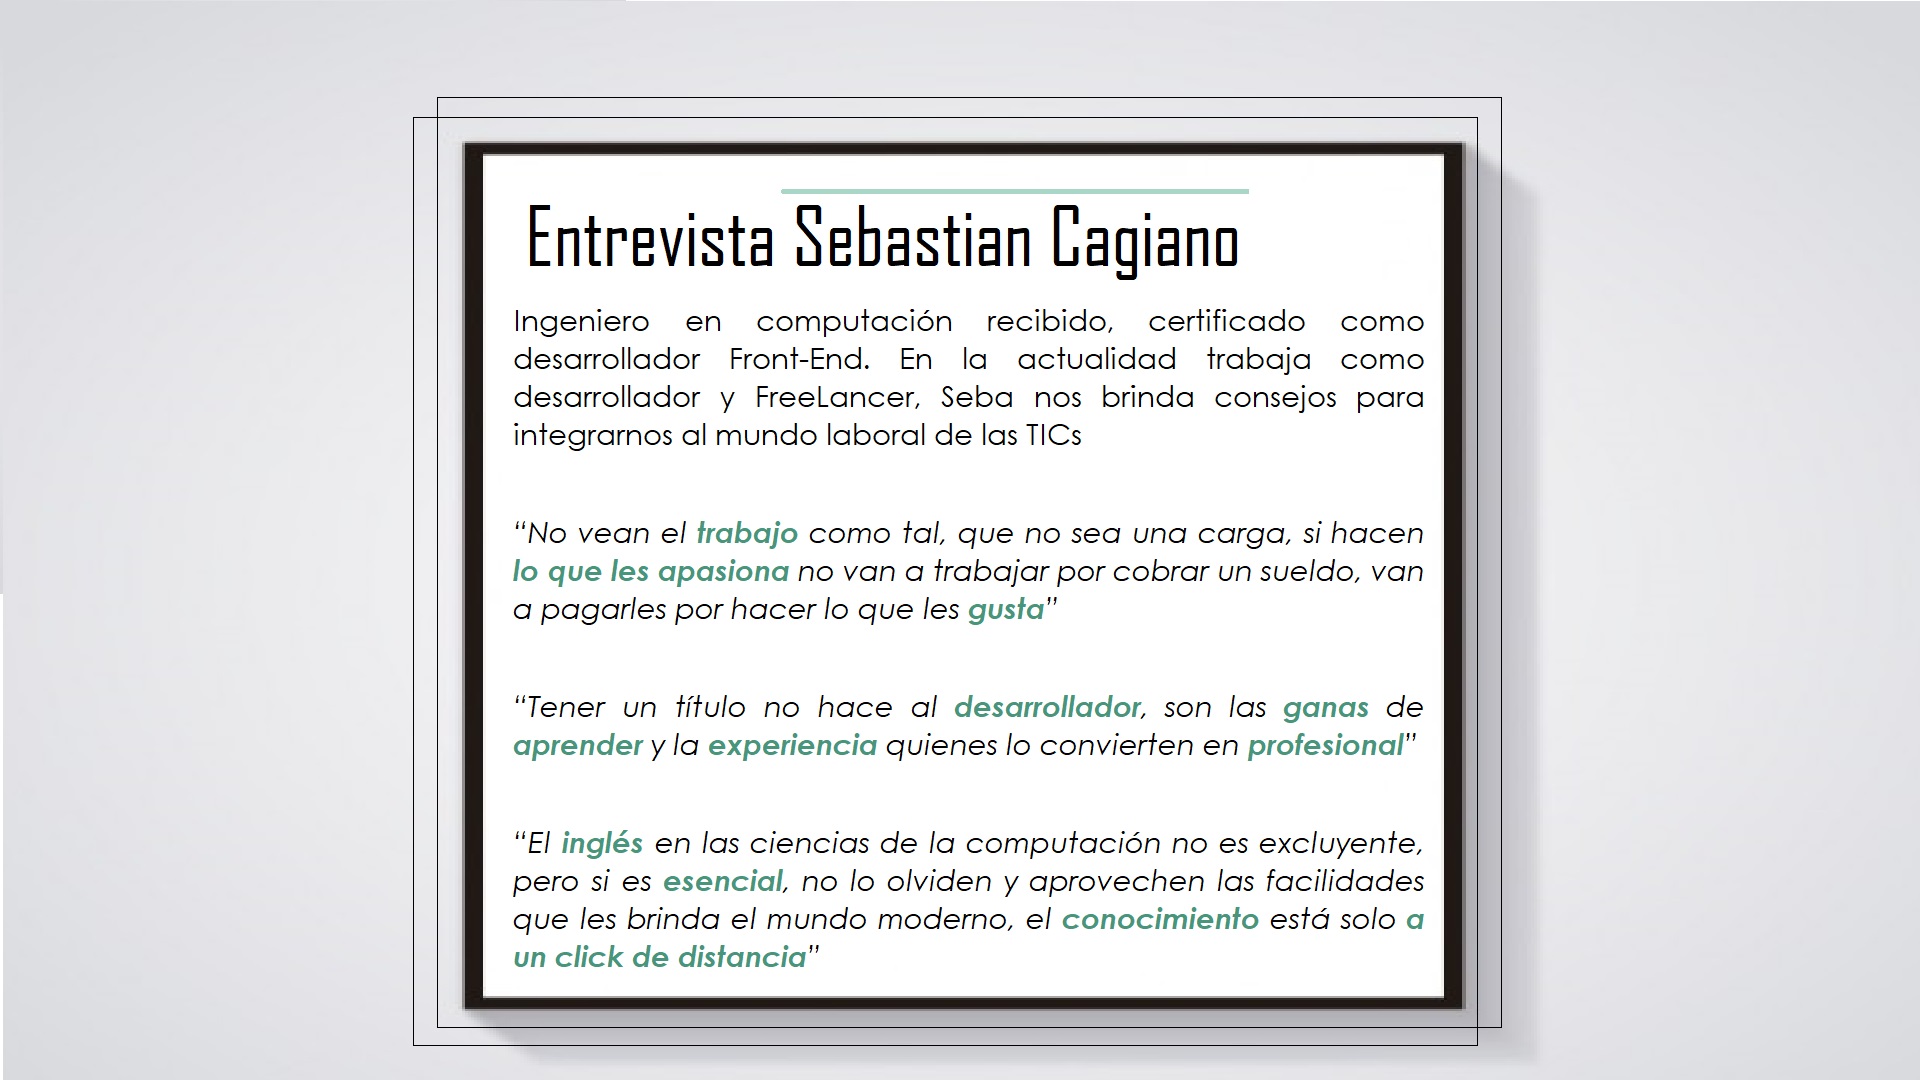 Entrevista Sebastian Cagiano
Ingeniero en computación recibido, certificado como
desarrollador Front-End. En la actualidad trabaja como
desarrollador y FreeLancer, Seba nos brinda consejos para
integrarnos al mundo laboral de las TICs
“No vean el trabajo como tal, que no sea una carga, si hacen
lo que les apasiona no van a trabajar por cobrar un sueldo, van
a pagarles por hacer lo que les gusta”
“Tener un título no hace al desarrollador, son las ganas de
aprender y la experiencia quienes lo convierten en profesional”
“El inglés en las ciencias de la computación no es excluyente,
pero si es esencial, no lo olviden y aprovechen las facilidades
que les brinda el mundo moderno, el conocimiento está solo a
un click de distancia”